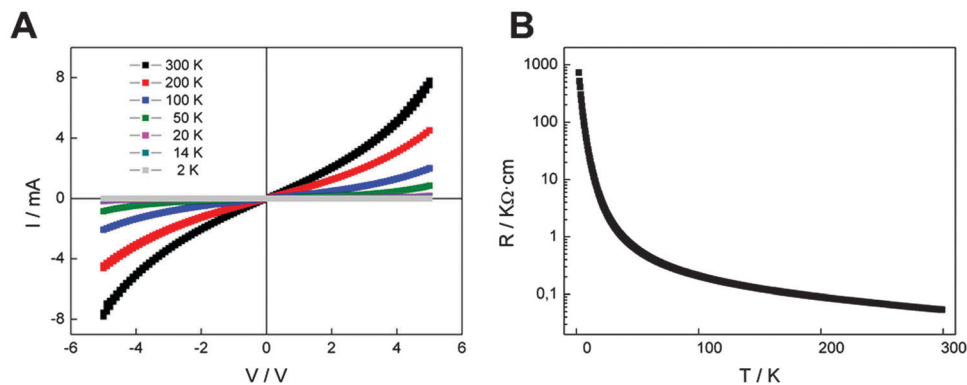 A
8
4
0
-4
-8
I / mA
300 K
200 K
100 K
50 K
20 K
14 K
2 K
-6
-4
-2
0
2
4
6
V / V
B
1000
100
10
1
0,1
R / KΩ·cm
0
100
200
300
T / K